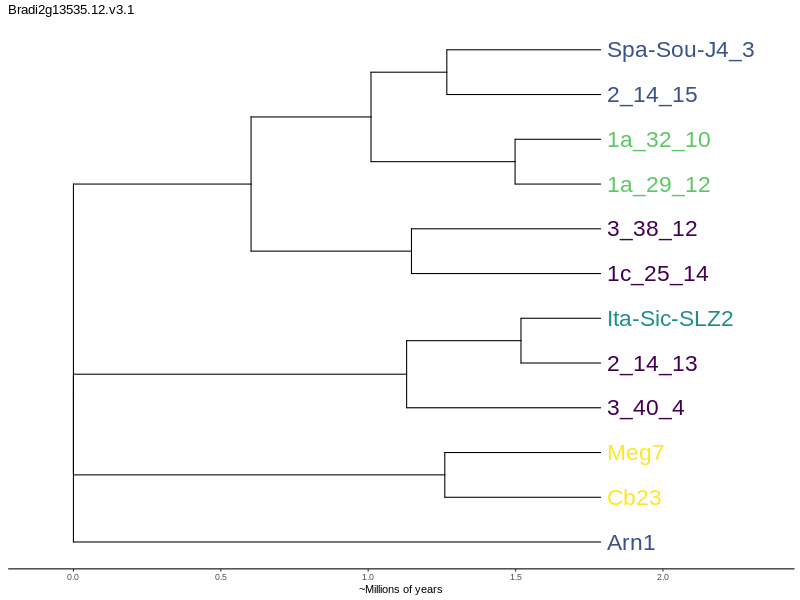 Bradi2g13535.12.v3.1
Spa-Sou-J4_3
2_14_15
1a_32_10
1a_29_12
3_38_12
1c_25_14
Ita-Sic-SLZ2
2_14_13
3_40_4
Meg7
Cb23
Arn1
0.0 0.5 1.0 1.5 2.0
~Millions of years